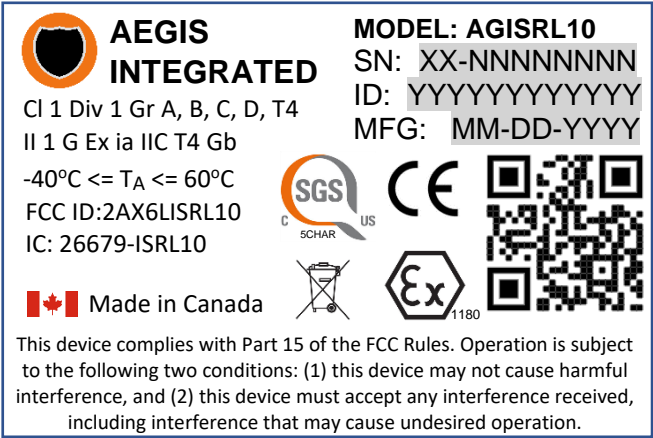 AEGIS
INTEGRATED
MODEL: AGISRL10
SN: XX-NNNNNNNN
ID: YYYYYYYYYYYY
MFG: MM-DD-YYYY
Cl 1 Div 1 Gr A, B, C, D, T4
II 1 G Ex ia IIC T4 Gb
-40°C <= TA <= 60°C
FCC ID:2AX6LISRL10
IC: 26679-ISRL10
SGS
C US
5CHAR
CE
Ex
1180
Made in Canada
This device complies with Part 15 of the FCC Rules. Operation is subject
to the following two conditions: (1) this device may not cause harmful
interference, and (2) this device must accept any interference received,
including interference that may cause undesired operation.